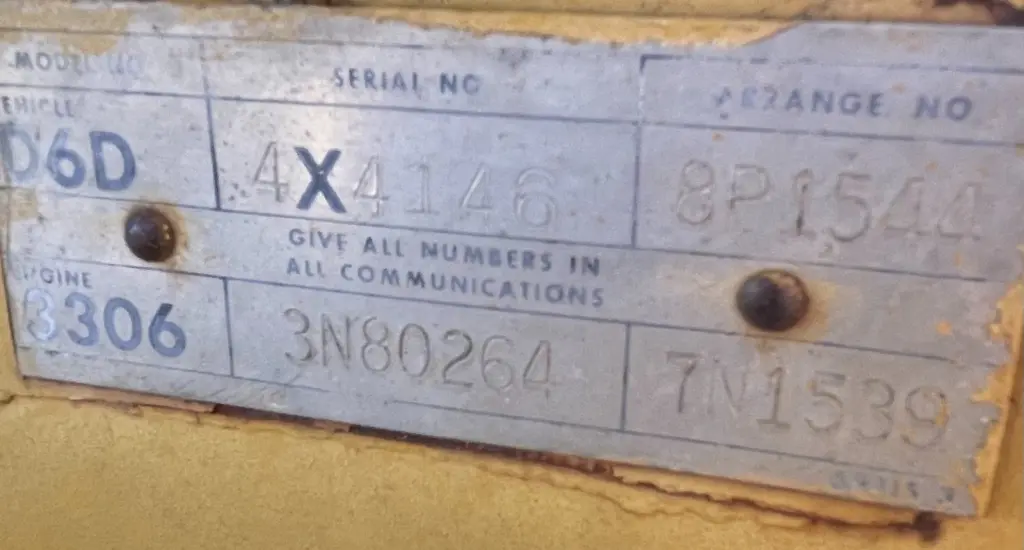 MODEL NO SERIAL NO ARRANGE NO
VEHICLE
D6D 4X4146 8P1544
GIVE ALL NUMBERS IN
ALL COMMUNICATIONS
ENGINE
3306 3N80264 7N1539